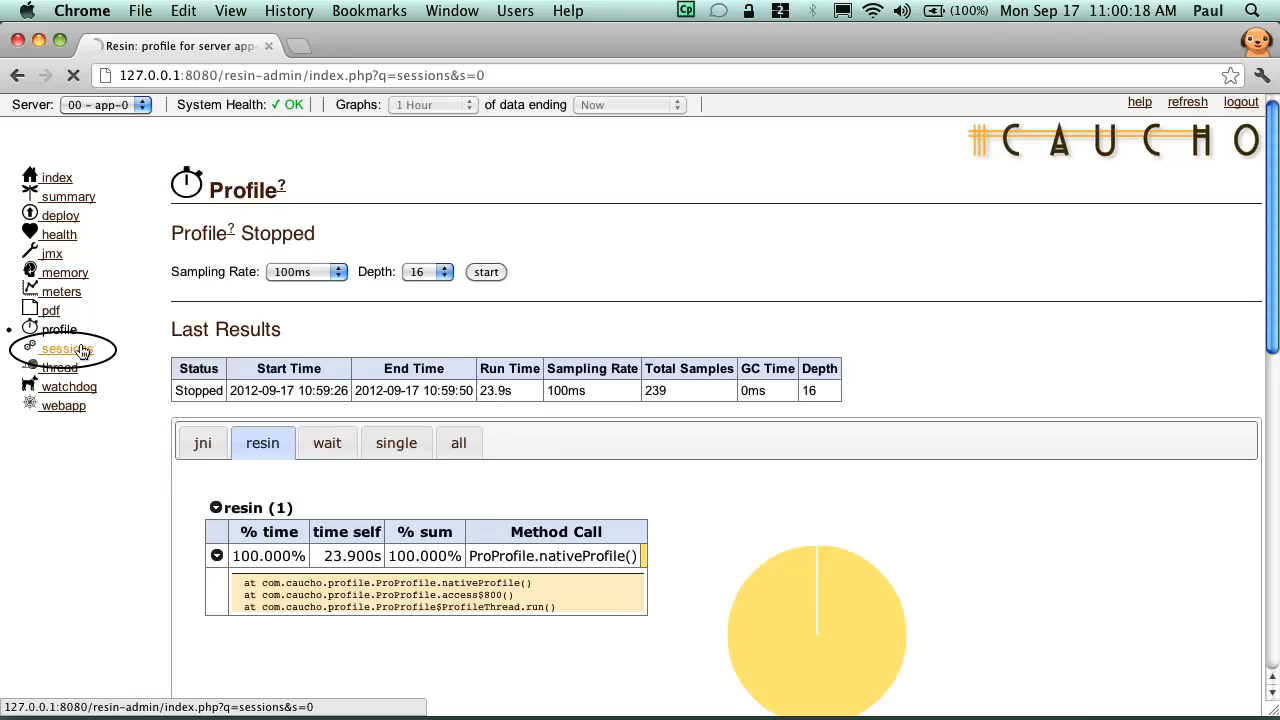 Chrome File Edit View History Bookmarks Window Users Help Cp 2 (100%) Mon Sep 17 11:00:18 AM Paul
Resin: profile for server app-
127.0.0.1:8080/resin-admin/index.php?q=sessions&s=0
Server: 00 - app-0 | System Health: ✓ OK | | Graphs: 1 Hour of data ending Now |
help refresh logout
CAUCHO
index
summary
deploy
health
jmx
memory
meters
pdf
profile
sessions
thread
watchdog
webapp
Profile?
Profile? Stopped
Sampling Rate: 100ms Depth: 16 start
Last Results
Status Start Time End Time Run Time Sampling Rate Total Samples GC Time Depth
Stopped 2012-09-17 10:59:26 2012-09-17 10:59:50 23.9s 100ms 239 0ms 16
jni resin wait single all
resin (1)
% time time self % sum Method Call
100.000% 23.900s 100.000% ProProfile.nativeProfile()
at com.caucho.profile.ProProfile.nativeProfile()
at com.caucho.profile.ProProfile.access$800()
at com.caucho.profile.ProProfile$ProfileThread.run()
127.0.0.1:8080/resin-admin/index.php?q=sessions&s=0